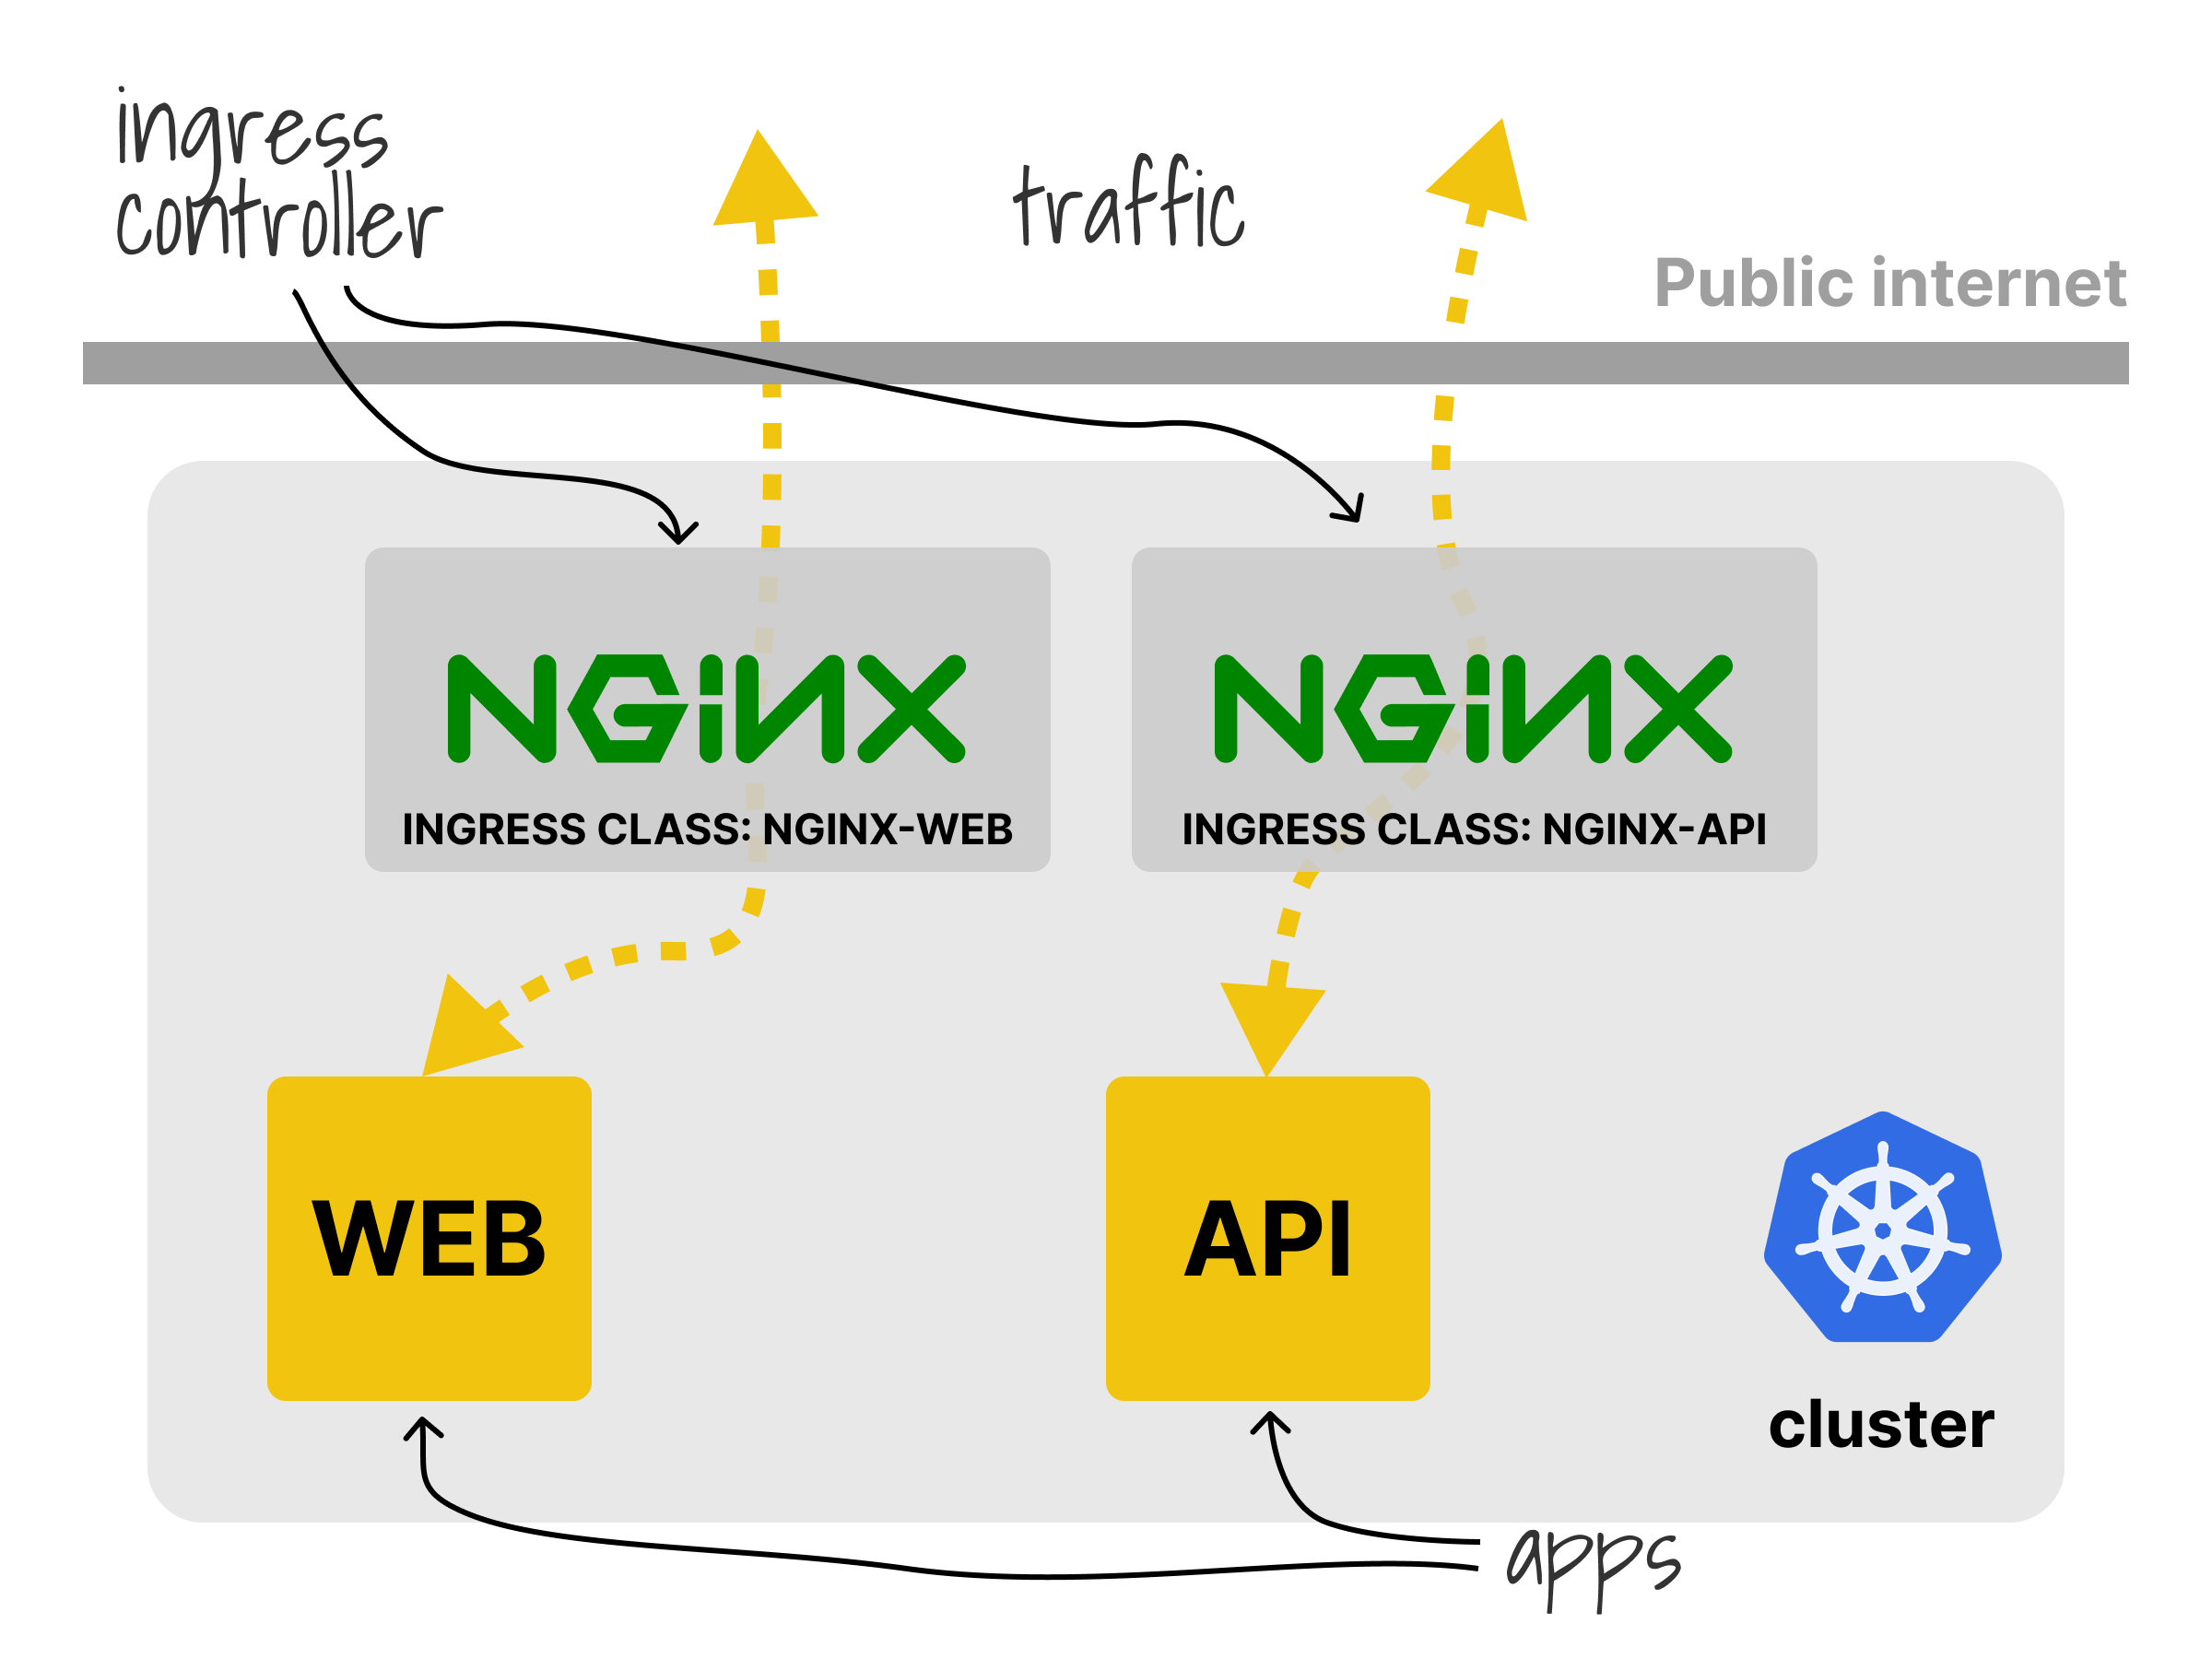 ingress
controller
traffic
Public internet
NGINX
INGRESS CLASS: NGINX-WEB
NGINX
INGRESS CLASS: NGINX-API
WEB
API
cluster
apps